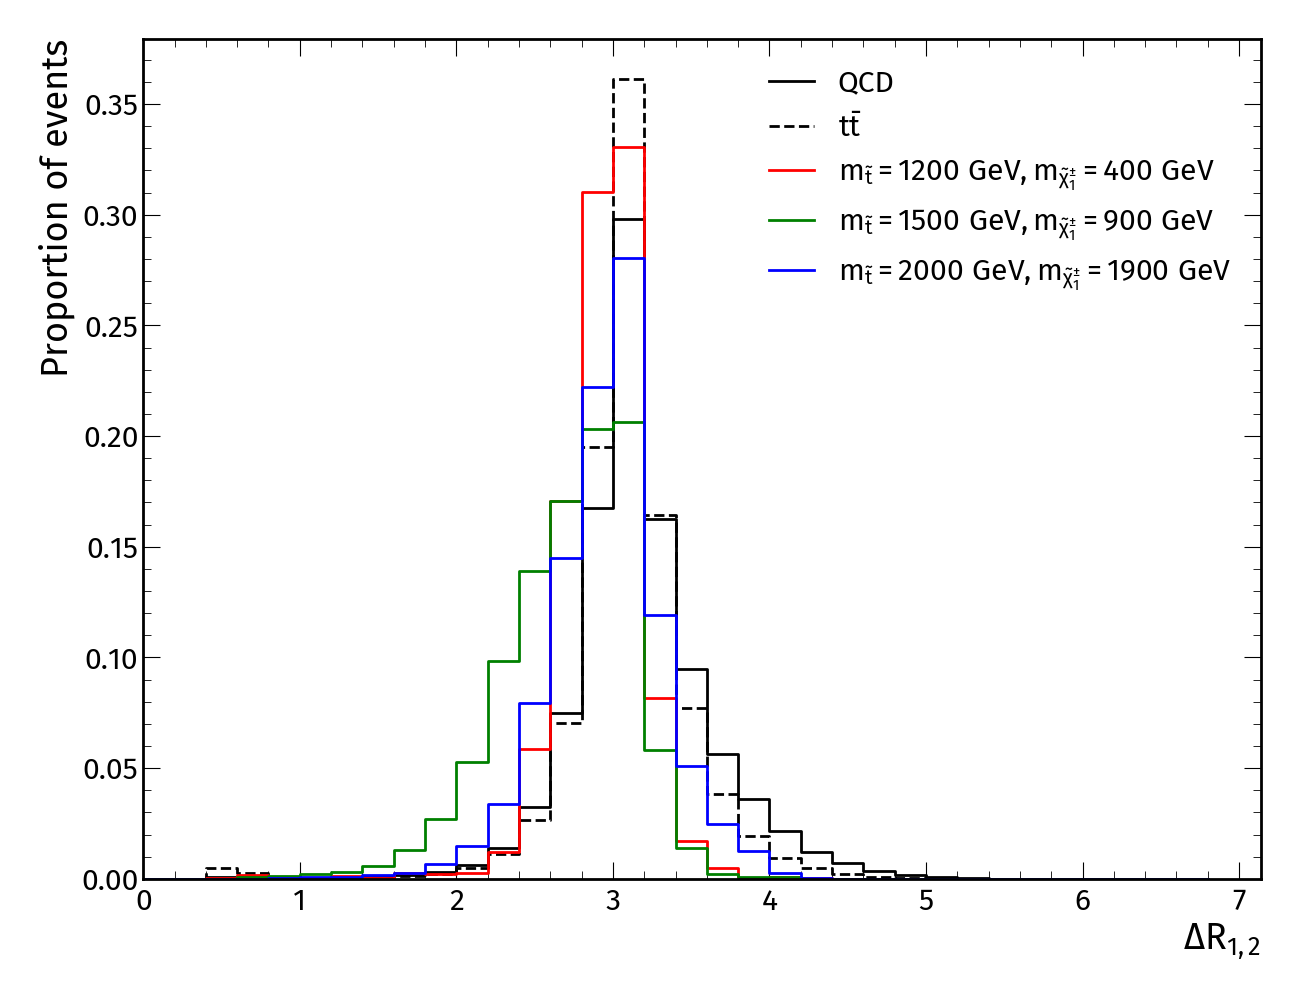 Proportion of events
0.35
0.30
0.25
0.20
0.15
0.10
0.05
0.00
QCD
tt̄
m_t̃ = 1200 GeV, m_χ̃₁± = 400 GeV
m_t̃ = 1500 GeV, m_χ̃₁± = 900 GeV
m_t̃ = 2000 GeV, m_χ̃₁± = 1900 GeV
0 1 2 3 4 5 6 7
ΔR₁,₂